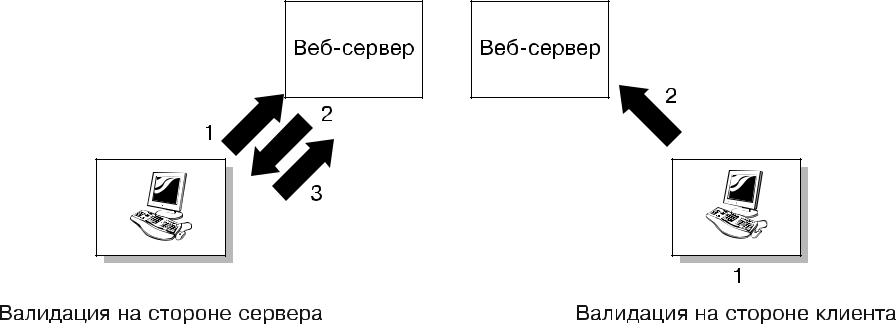 Веб-сервер
Веб-сервер
1
2
3
2
1
Валидация на стороне сервера
Валидация на стороне клиента